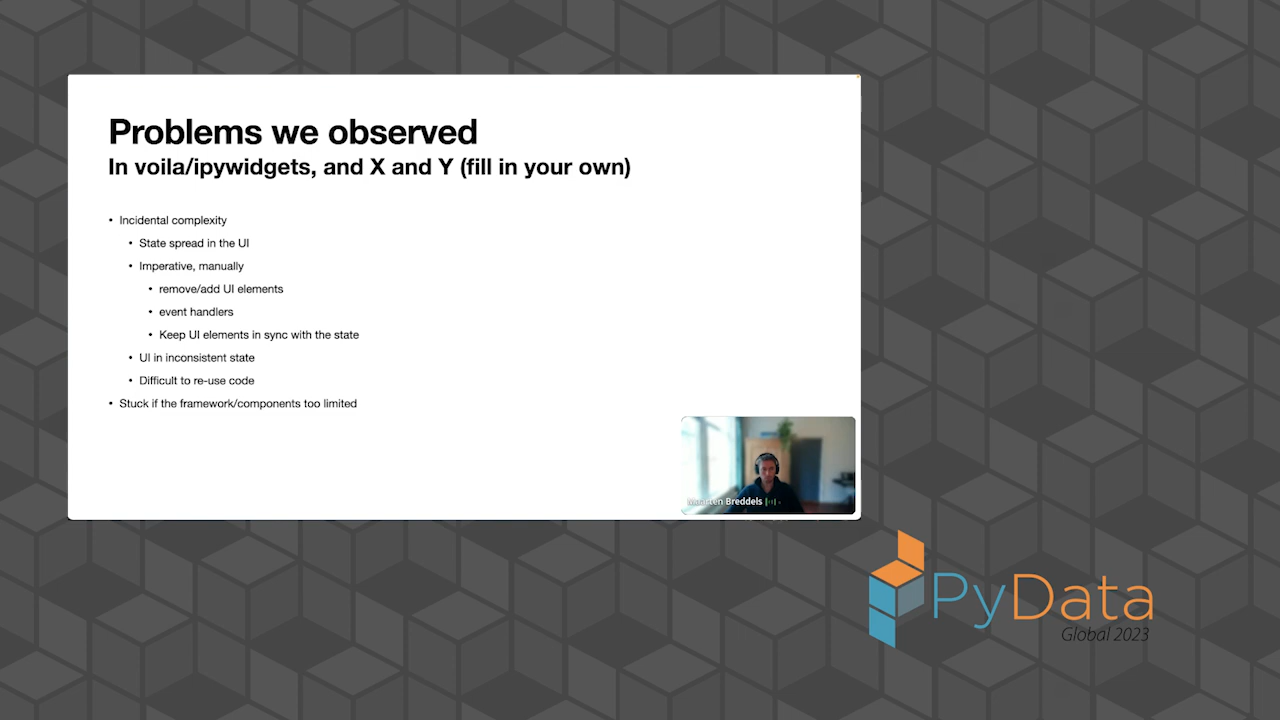 Problems we observed
In voila/ipywidgets, and X and Y (fill in your own)
• Incidental complexity
• State spread in the UI
• Imperative, manually
• remove/add UI elements
• event handlers
• Keep UI elements in sync with the state
• UI in inconsistent state
• Difficult to re-use code
• Stuck if the framework/components too limited
Maarten Breddels
PyData
Global 2023